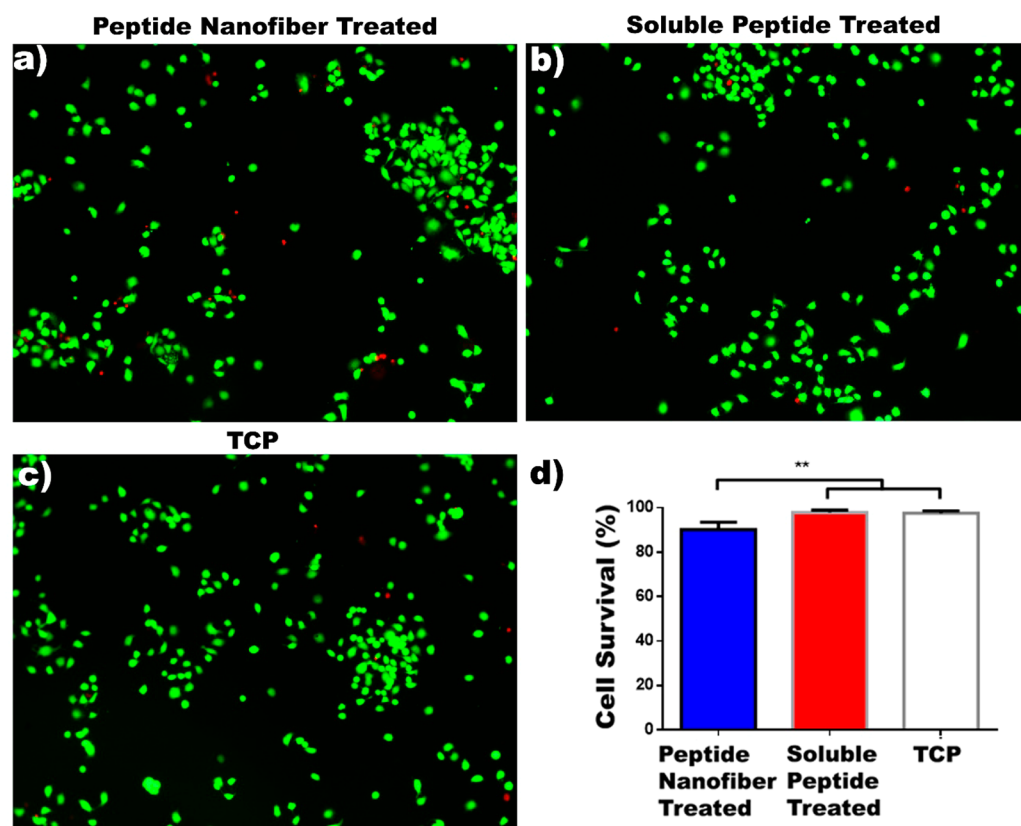 Peptide Nanofiber Treated
Soluble Peptide Treated
a)
b)
TCP
c)
d)
**
Cell Survival (%)
100
80
60
40
20
0
Peptide
Nanofiber
Treated
Soluble
Peptide
Treated
TCP